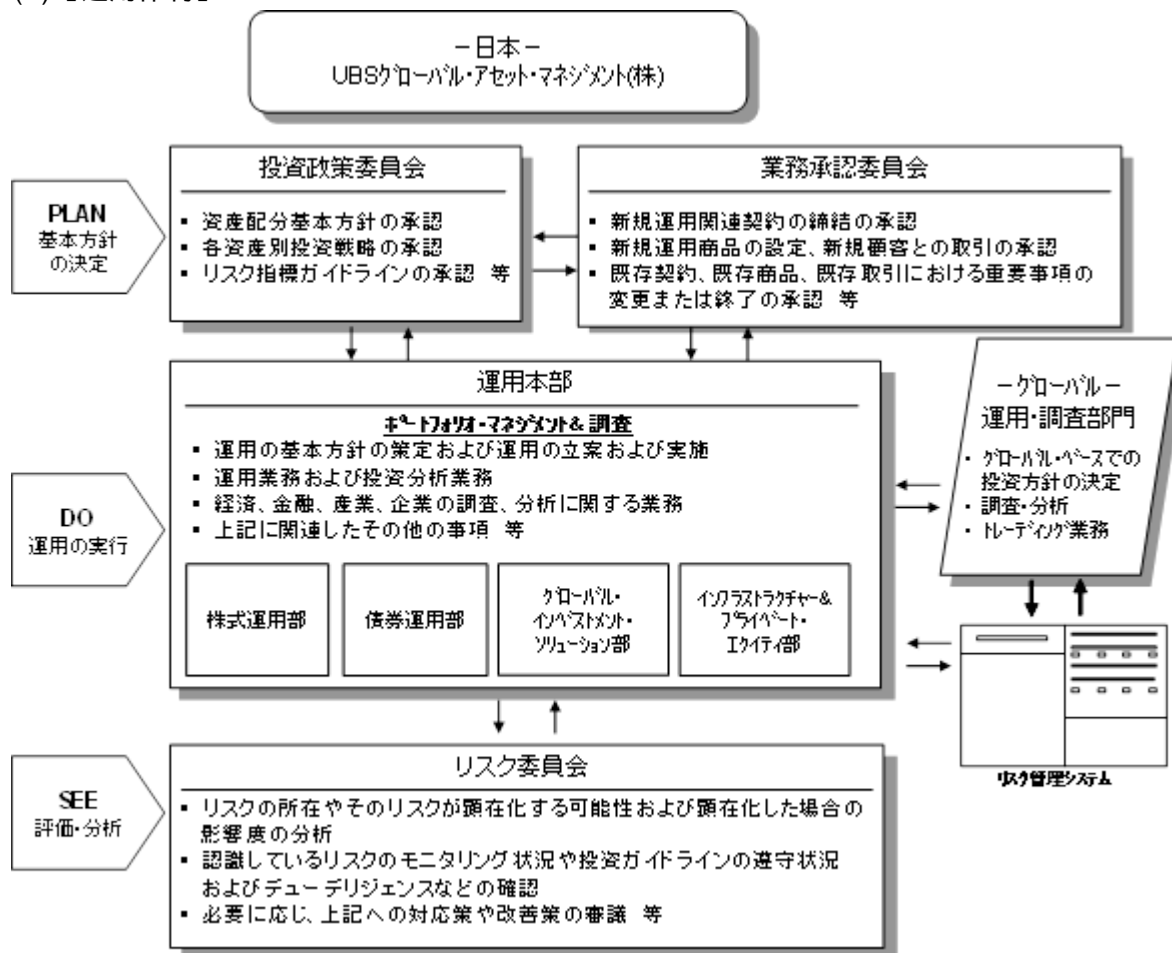 －日本－
UBSｸﾞﾛｰﾊﾞﾙ・ｱｾｯﾄ・ﾏﾈｼﾞﾒﾝﾄ(株)
PLAN
基本方針
の決定
投資政策委員会
▪ 資産配分基本方針の承認
▪ 各資産別投資戦略の承認
▪ リスク指標ガイドラインの承認 等
業務承認委員会
▪ 新規運用関連契約の締結の承認
▪ 新規運用商品の設定、新規顧客との取引の承認
▪ 既存契約、既存商品、既存取引における重要事項の
変更または終了の承認 等
DO
運用の実行
運用本部
ﾎﾟｰﾄﾌｫﾘｵ・ﾏﾈｼﾞﾒﾝﾄ& 調査
▪ 運用の基本方針の策定および運用の立案および実施
▪ 運用業務および投資分析業務
▪ 経済、金融、産業、企業の調査、分析に関する業務
▪ 上記に関連したその他の事項 等
株式運用部
債券運用部
ｸﾞﾛｰﾊﾞﾙ・
ｲﾝﾍﾞｽﾄﾒﾝﾄ・
ｿﾘｭｰｼｮﾝ部
ｲﾝﾌﾗｽﾄﾗｸﾁｬｰ&
ﾌﾟﾗｲﾍﾞｰﾄ・
ｴｸｲﾃｨ部
－ｸﾞﾛｰﾊﾞﾙ－
運用・調査部門
▪ ｸﾞﾛｰﾊﾞﾙ・ﾍﾞｰｽでの
投資方針の決定
▪ 調査・分析
▪ ﾄﾚｰﾃﾞｨﾝｸﾞ業務
ﾘｽｸ管理ｼｽﾃﾑ
SEE
評価・分析
リスク委員会
▪ リスクの所在やそのリスクが顕在化する可能性および顕在化した場合の
影響度の分析
▪ 認識しているリスクのモニタリング状況や投資ガイドラインの遵守状況
およびデューデリジェンスなどの確認
▪ 必要に応じ、上記への対応策や改善策の審議 等